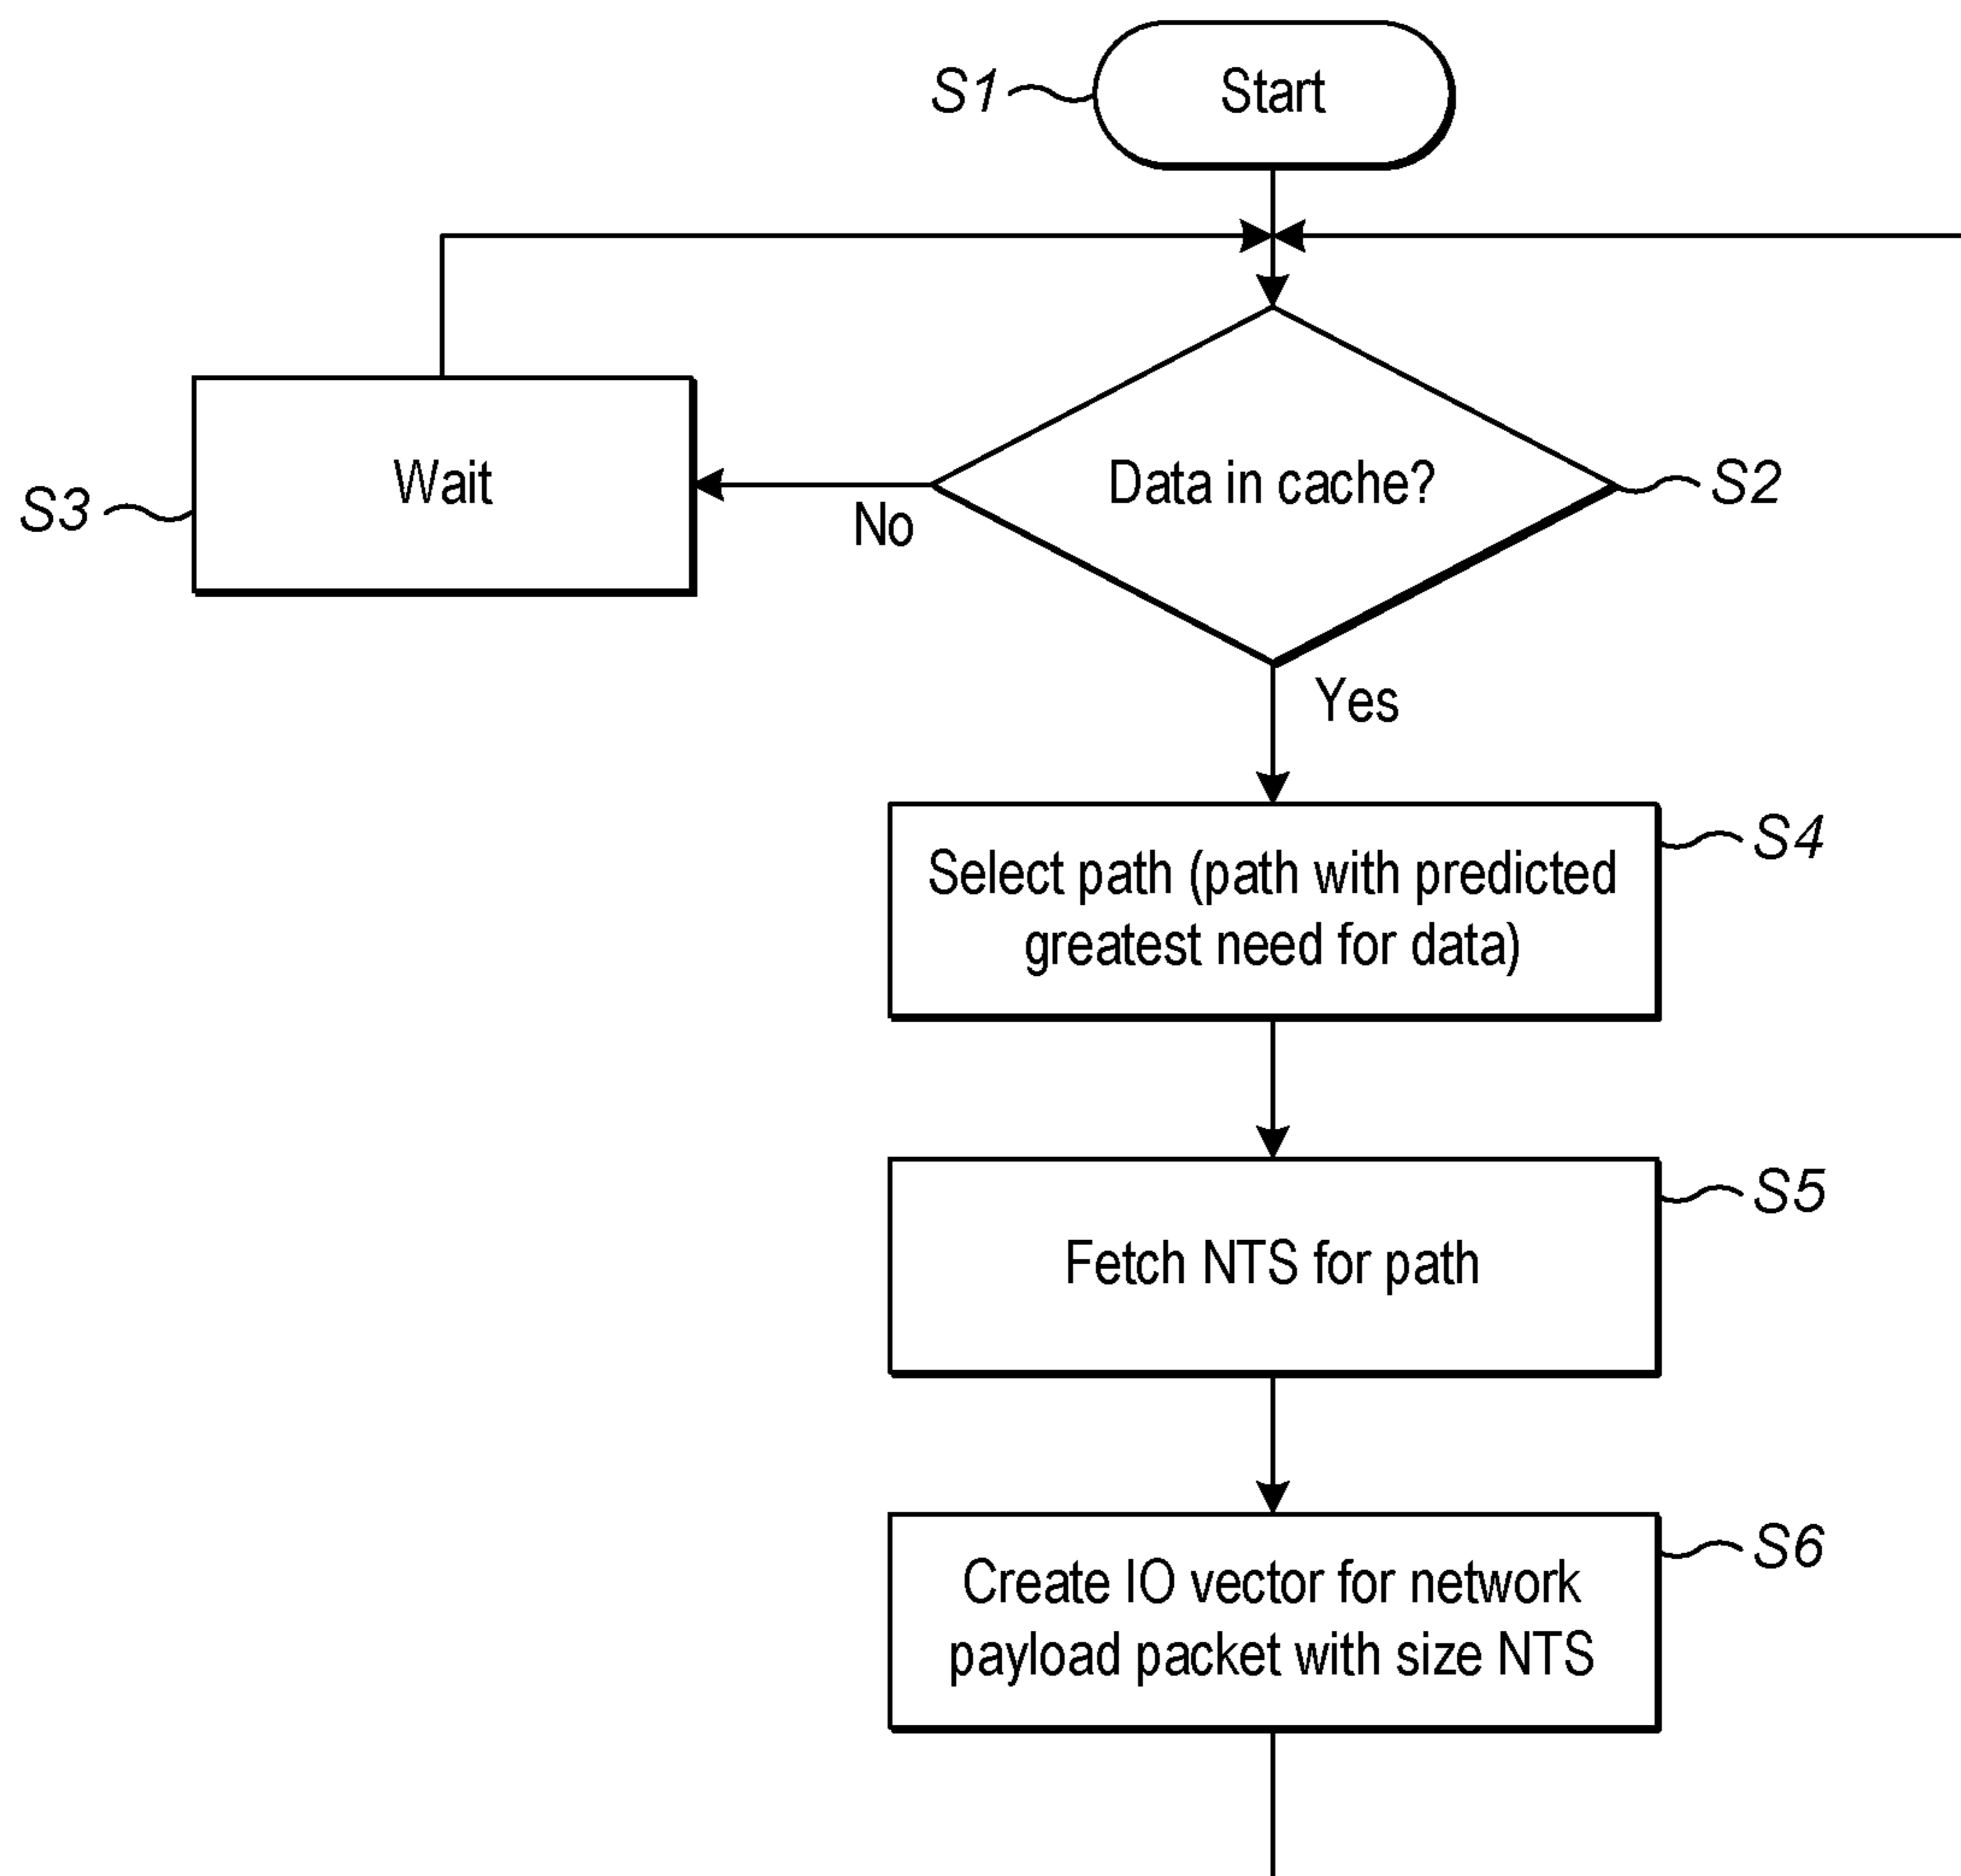 S1
Start
Data in cache?
S2
Wait
S3
No
Yes
Select path (path with predicted
greatest need for data)
S4
Fetch NTS for path
S5
Create IO vector for network
payload packet with size NTS
S6